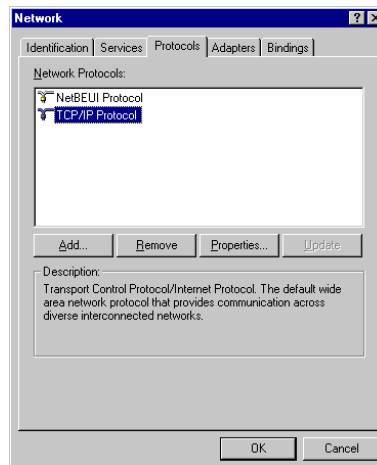 Network
Identification Services Protocols Adapters Bindings
Network Protocols:
NetBEUI Protocol
TCP/IP Protocol
Add... Remove Properties... Update
Description:
Transport Control Protocol/Internet Protocol. The default wide
area network protocol that provides communication across
diverse interconnected networks.
OK Cancel